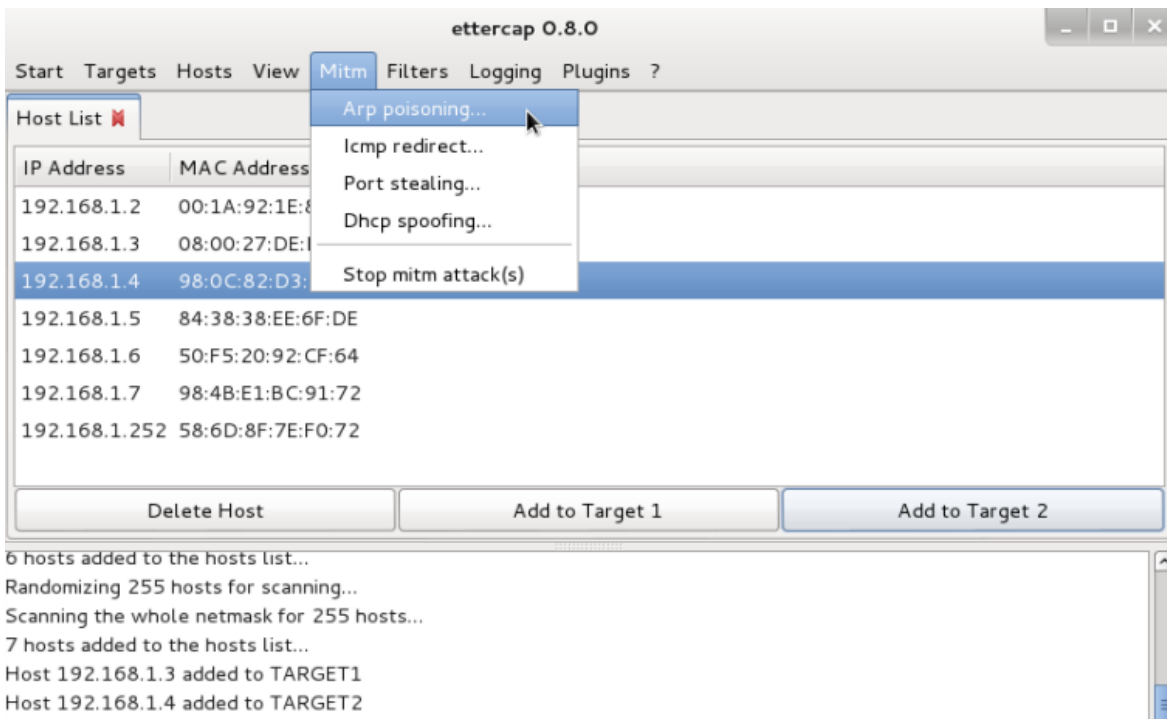 ettercap 0.8.0
Start Targets Hosts View Mitm Filters Logging Plugins ?
Host List
Arp poisoning...
Icmp redirect...
Port stealing...
Dhcp spoofing...
Stop mitm attack(s)
IP Address MAC Address
192.168.1.2 00:1A:92:1E:
192.168.1.3 08:00:27:DE:
192.168.1.4 98:0C:82:D3:
192.168.1.5 84:38:38:EE:6F:DE
192.168.1.6 50:F5:20:92:CF:64
192.168.1.7 98:4B:E1:BC:91:72
192.168.1.252 58:6D:8F:7E:F0:72
Delete Host Add to Target 1 Add to Target 2
6 hosts added to the hosts list...
Randomizing 255 hosts for scanning...
Scanning the whole netmask for 255 hosts...
7 hosts added to the hosts list...
Host 192.168.1.3 added to TARGET1
Host 192.168.1.4 added to TARGET2